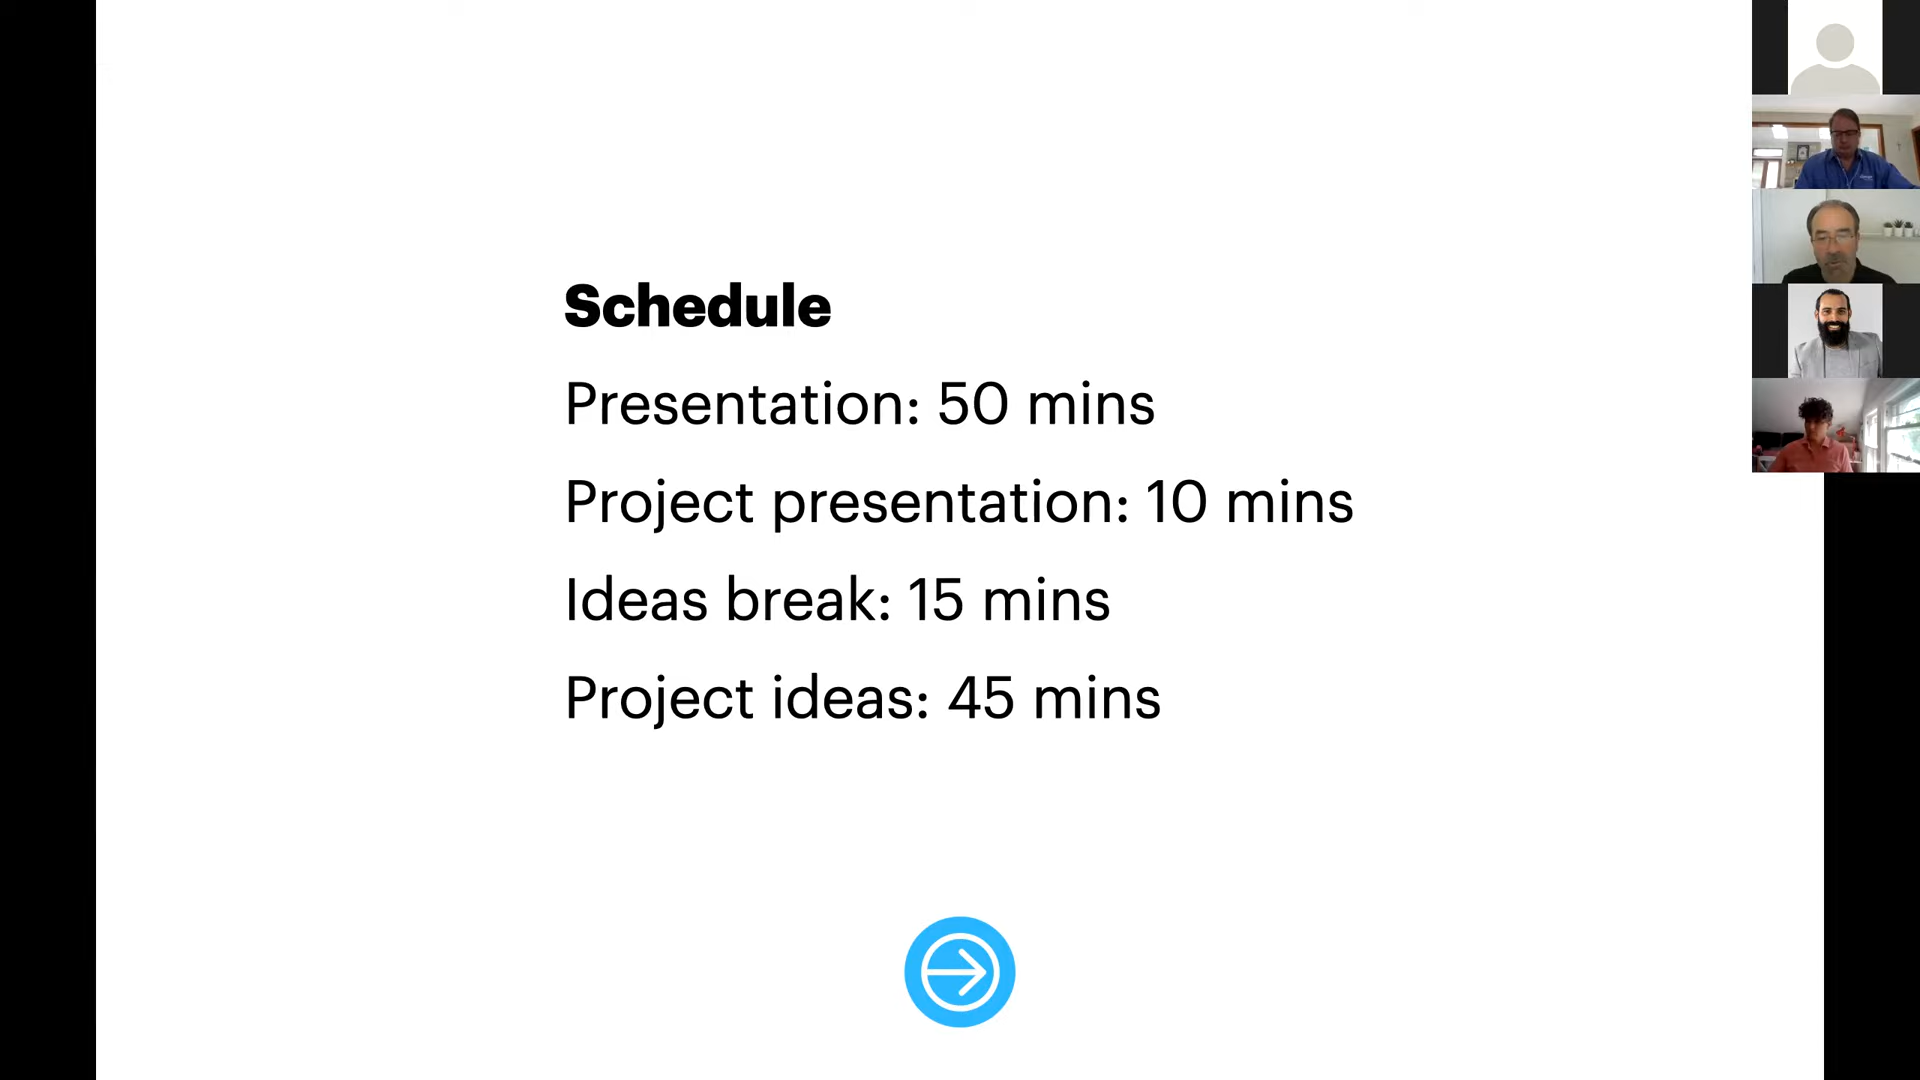 Schedule
Presentation: 50 mins
Project presentation: 10 mins
Ideas break: 15 mins
Project ideas: 45 mins